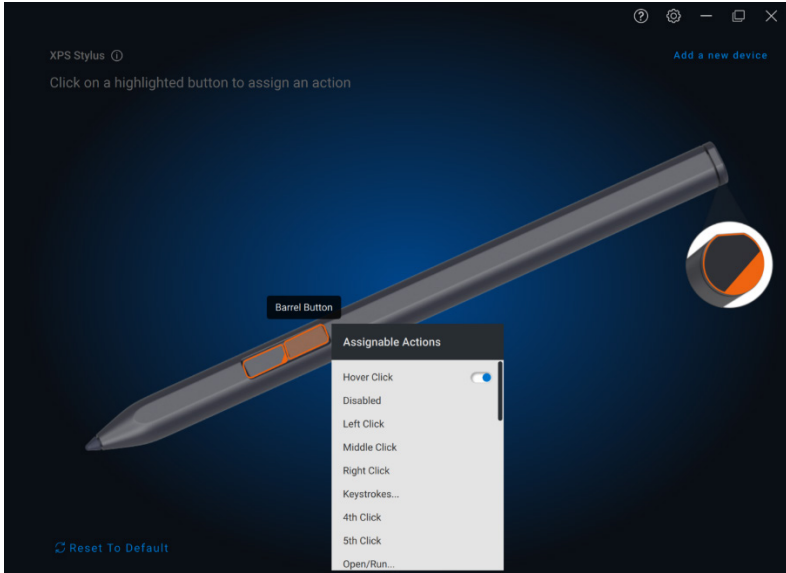 XPS Stylus
Add a new device
Click on a highlighted button to assign an action
Barrel Button
Assignable Actions
Hover Click
Disabled
Left Click
Middle Click
Right Click
Keystrokes...
4th Click
5th Click
Open/Run...
Reset To Default